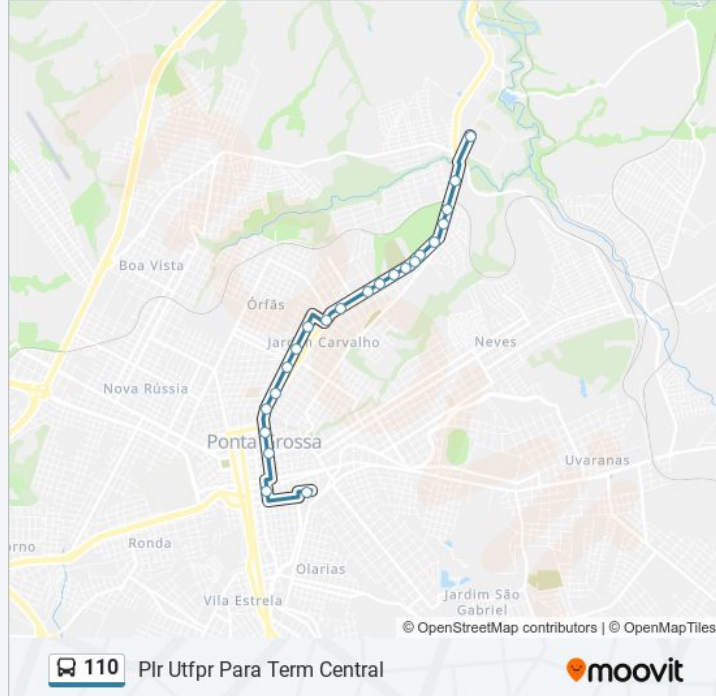 Boa Vista
Órfãs
Jardim Carvalho
Neves
Nova Rússia
Ponta Grossa
Uvaranas
orno
Ronda
Olarias
Vila Estrela
Jardim São
Gabriel
© OpenStreetMap contributors | © OpenMapTiles
110 Plr Utfpr Para Term Central
moovit